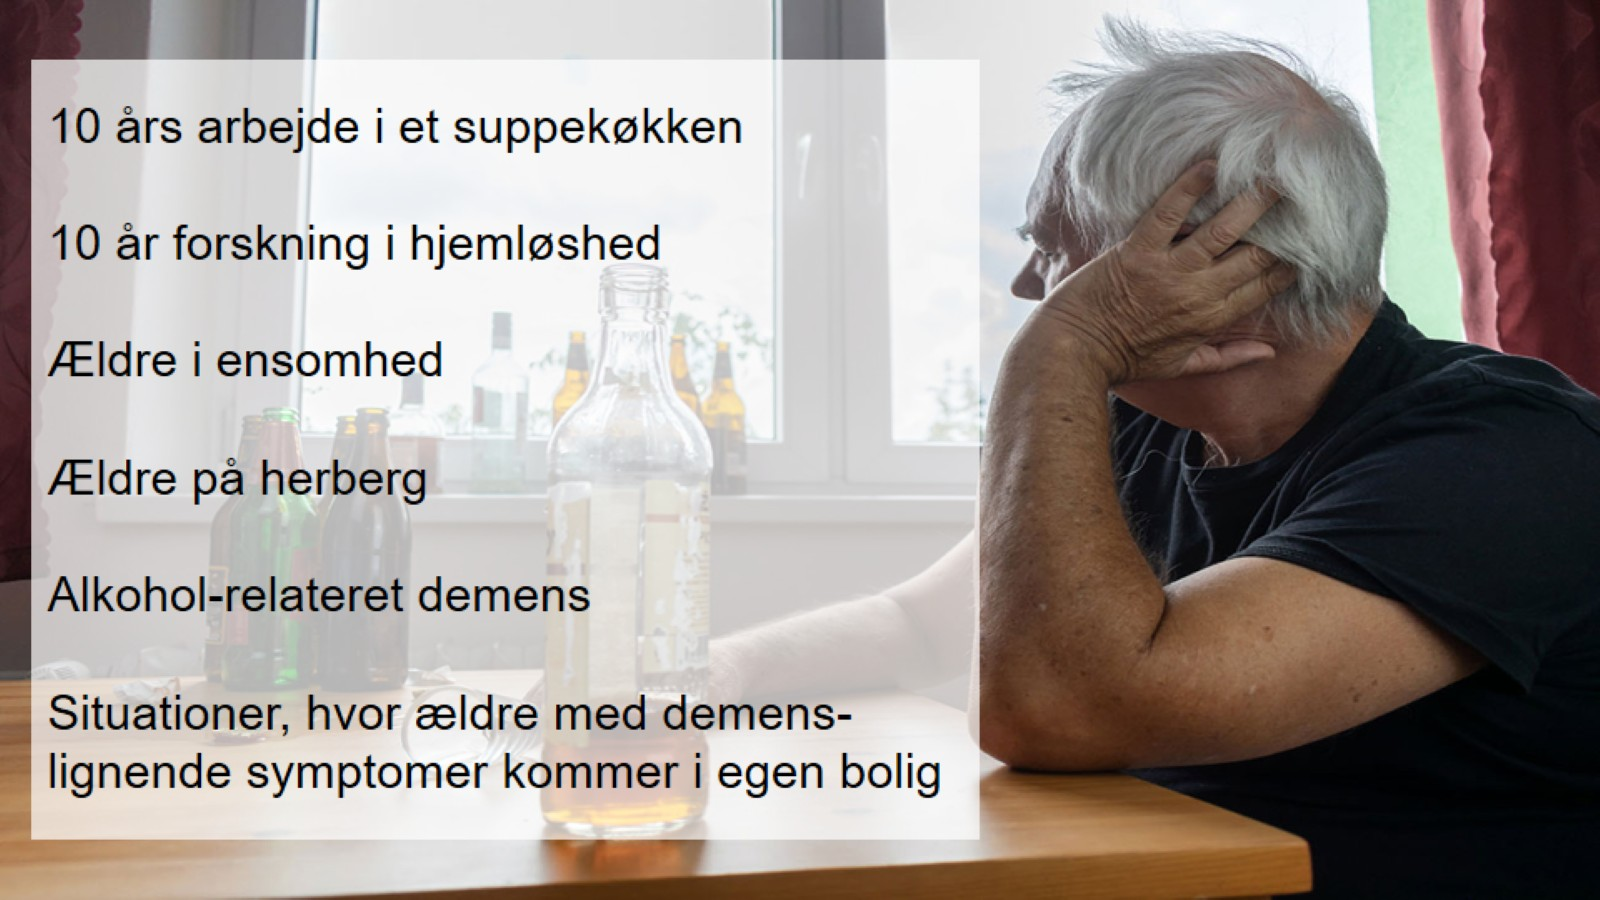 10 års arbejde i et suppekøkken
10 år forskning i hjemløshed
Ældre i ensomhed
Ældre på herberg
Alkohol-relateret demens
Situationer, hvor ældre med demens-
lignende symptomer kommer i egen bolig